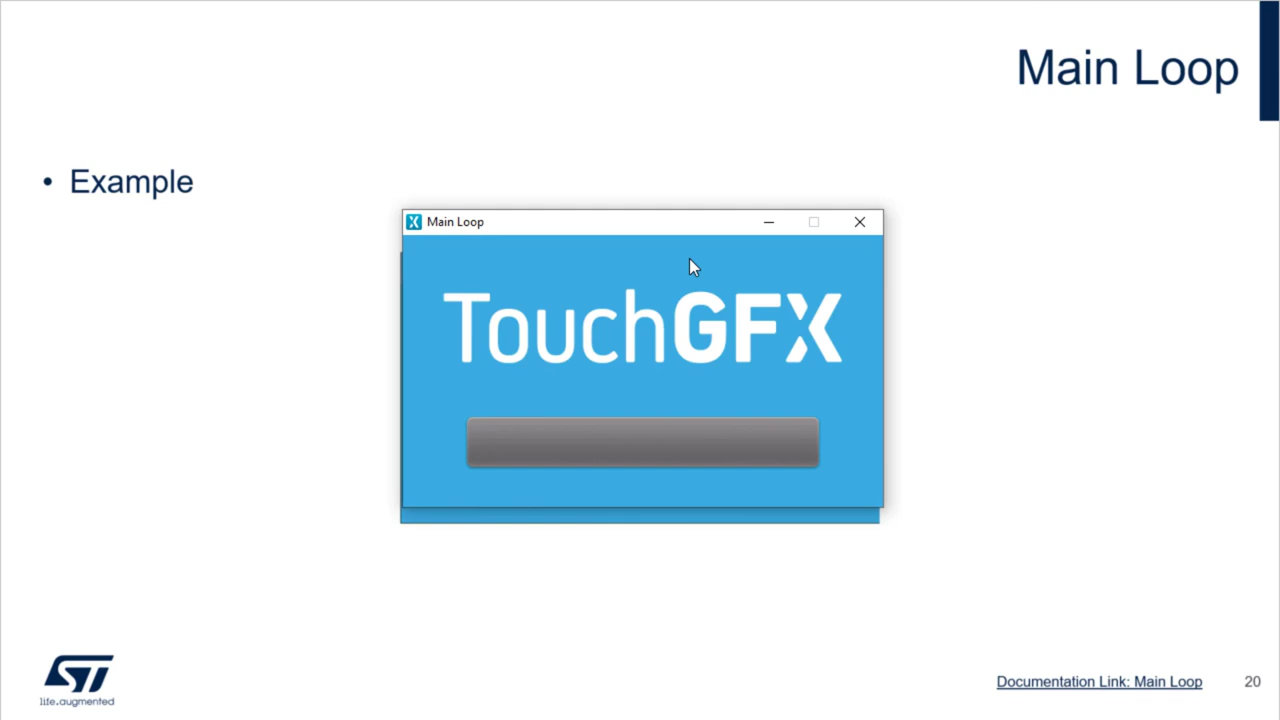 Main Loop
• Example
Main Loop
TouchGFX
life.augmented
Documentation Link: Main Loop
20